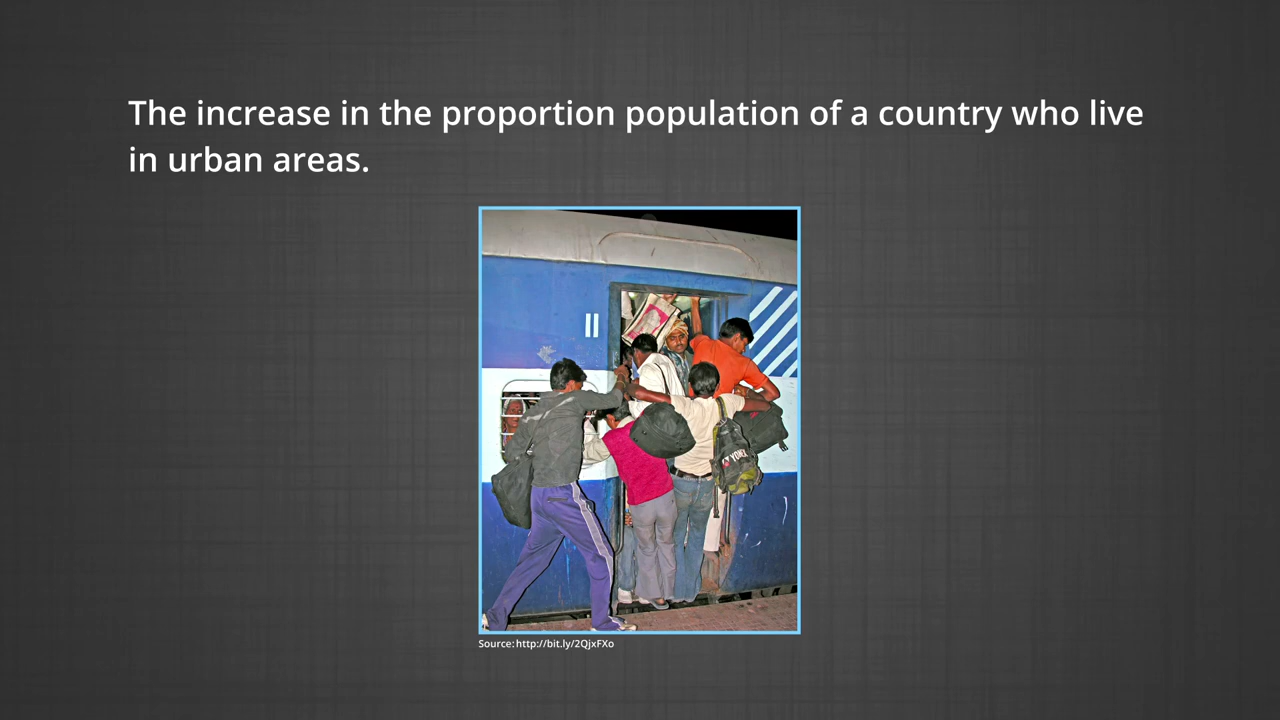 The increase in the proportion population of a country who live
in urban areas.
YONEX
Source: http://bit.ly/2QjxFXo